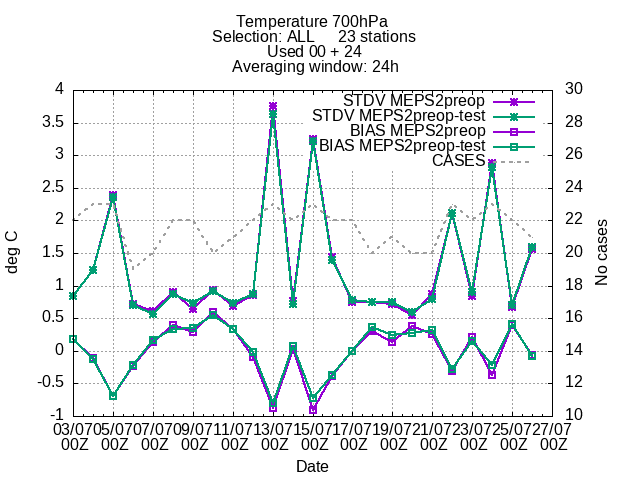 Temperature 700hPa
Selection: ALL 23 stations
Used 00 + 24
Averaging window: 24h
STDV MEPS2preop
STDV MEPS2preop-test
BIAS MEPS2preop
BIAS MEPS2preop-test
CASES
4
3.5
3
2.5
2
1.5
1
0.5
0
-0.5
-1
deg C
30
28
26
24
22
20
18
16
14
12
10
No cases
03/07 05/07 07/07 09/07 11/07 13/07 15/07 17/07 19/07 21/07 23/07 25/07 27/07
00Z 00Z 00Z 00Z 00Z 00Z 00Z 00Z 00Z 00Z 00Z 00Z 00Z
Date